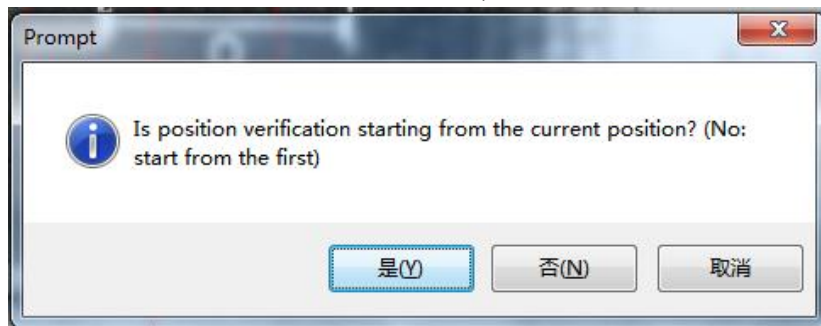 Prompt
Is position verification starting from the current position? (No:
start from the first)
是(Y)
否(N)
取消